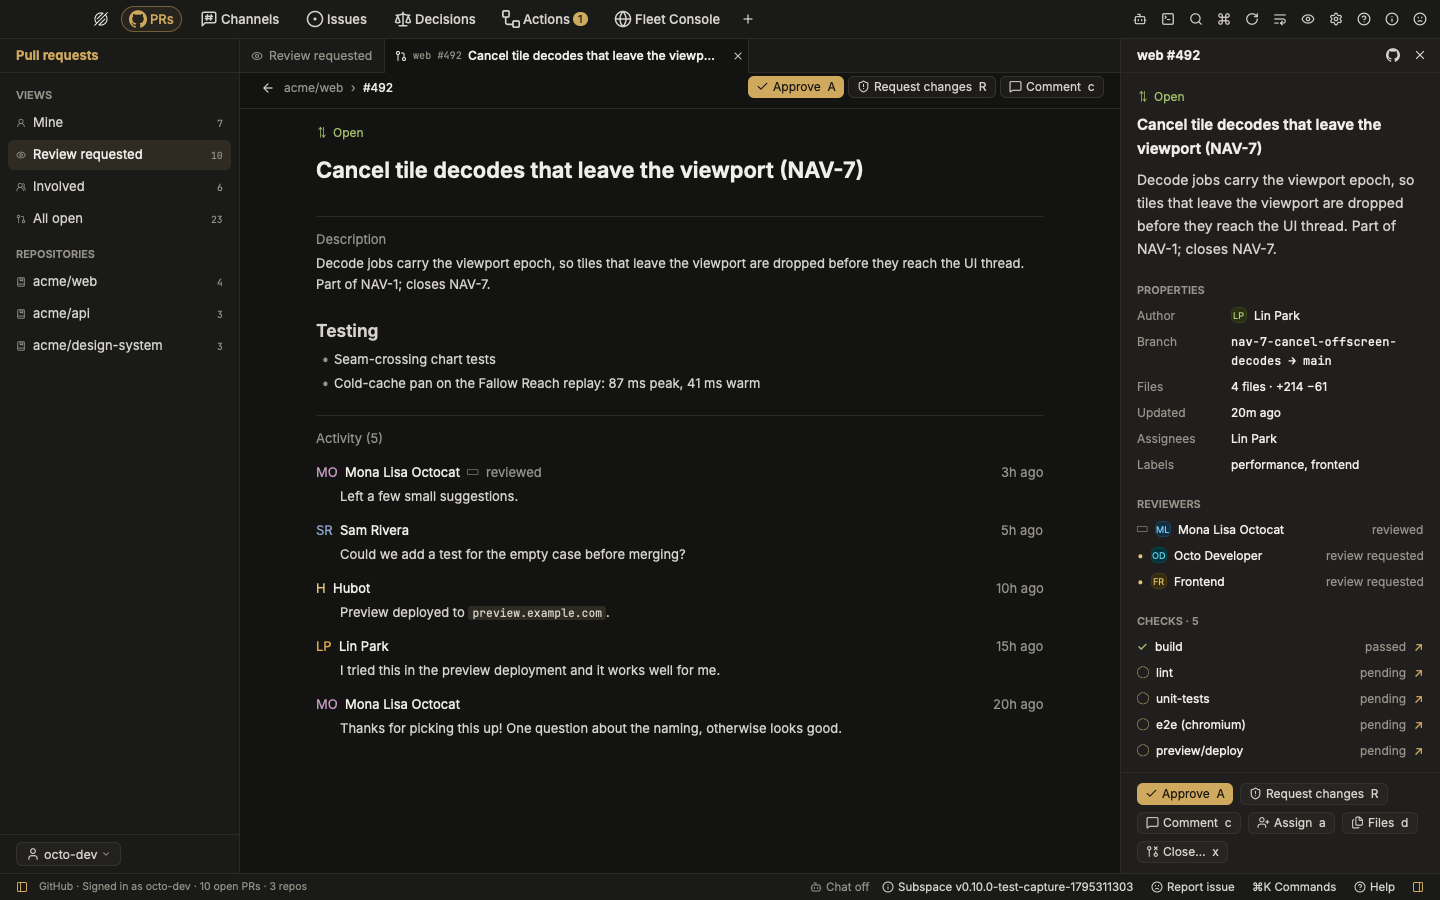 PRs
Channels
Issues
Decisions
Actions 1
Fleet Console
Pull requests
Review requested
web #492 Cancel tile decodes that leave the viewp...
web #492
VIEWS
Mine 7
Review requested 10
Involved 6
All open 23
REPOSITORIES
acme/web 4
acme/api 3
acme/design-system 3
octo-dev
acme/web › #492
Approve A
Request changes R
Comment c
Open
Cancel tile decodes that leave the viewport (NAV-7)
Description
Decode jobs carry the viewport epoch, so tiles that leave the viewport are dropped before they reach the UI thread.
Part of NAV-1; closes NAV-7.
Testing
• Seam-crossing chart tests
• Cold-cache pan on the Fallow Reach replay: 87 ms peak, 41 ms warm
Activity (5)
MO Mona Lisa Octocat reviewed 3h ago
Left a few small suggestions.
SR Sam Rivera 5h ago
Could we add a test for the empty case before merging?
H Hubot 10h ago
Preview deployed to preview.example.com.
LP Lin Park 15h ago
I tried this in the preview deployment and it works well for me.
MO Mona Lisa Octocat 20h ago
Thanks for picking this up! One question about the naming, otherwise looks good.
Open
Cancel tile decodes that leave the
viewport (NAV-7)
Decode jobs carry the viewport epoch, so
tiles that leave the viewport are dropped
before they reach the UI thread. Part of
NAV-1; closes NAV-7.
PROPERTIES
Author LP Lin Park
Branch nav-7-cancel-offscreen-
decodes → main
Files 4 files · +214 −61
Updated 20m ago
Assignees Lin Park
Labels performance, frontend
REVIEWERS
ML Mona Lisa Octocat reviewed
OD Octo Developer review requested
FR Frontend review requested
CHECKS · 5
build passed
lint pending
unit-tests pending
e2e (chromium) pending
preview/deploy pending
Approve A
Request changes R
Comment c
Assign a
Files d
Close... x
GitHub · Signed in as octo-dev · 10 open PRs · 3 repos
Chat off
Subspace v0.10.0-test-capture-1795311303
Report issue
⌘K Commands
Help